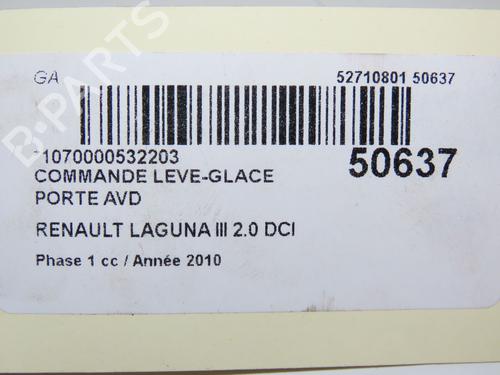 GA
52710801 50637
1070000532203
50637
COMMANDE LEVE-GLACE
PORTE AVD
RENAULT LAGUNA III 2.0 DCI
Phase 1 cc / Année 2010
B-PARTS